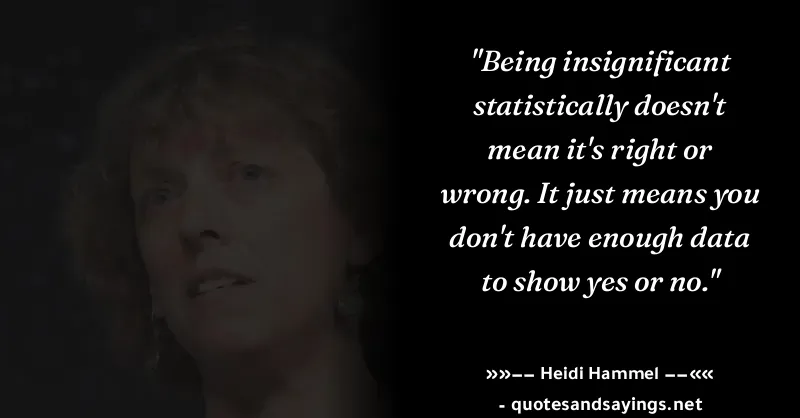 "Being insignificant
statistically doesn't
mean it's right or
wrong. It just means you
don't have enough data
to show yes or no."
»»−− Heidi Hammel −−««
- quotesandsayings.net